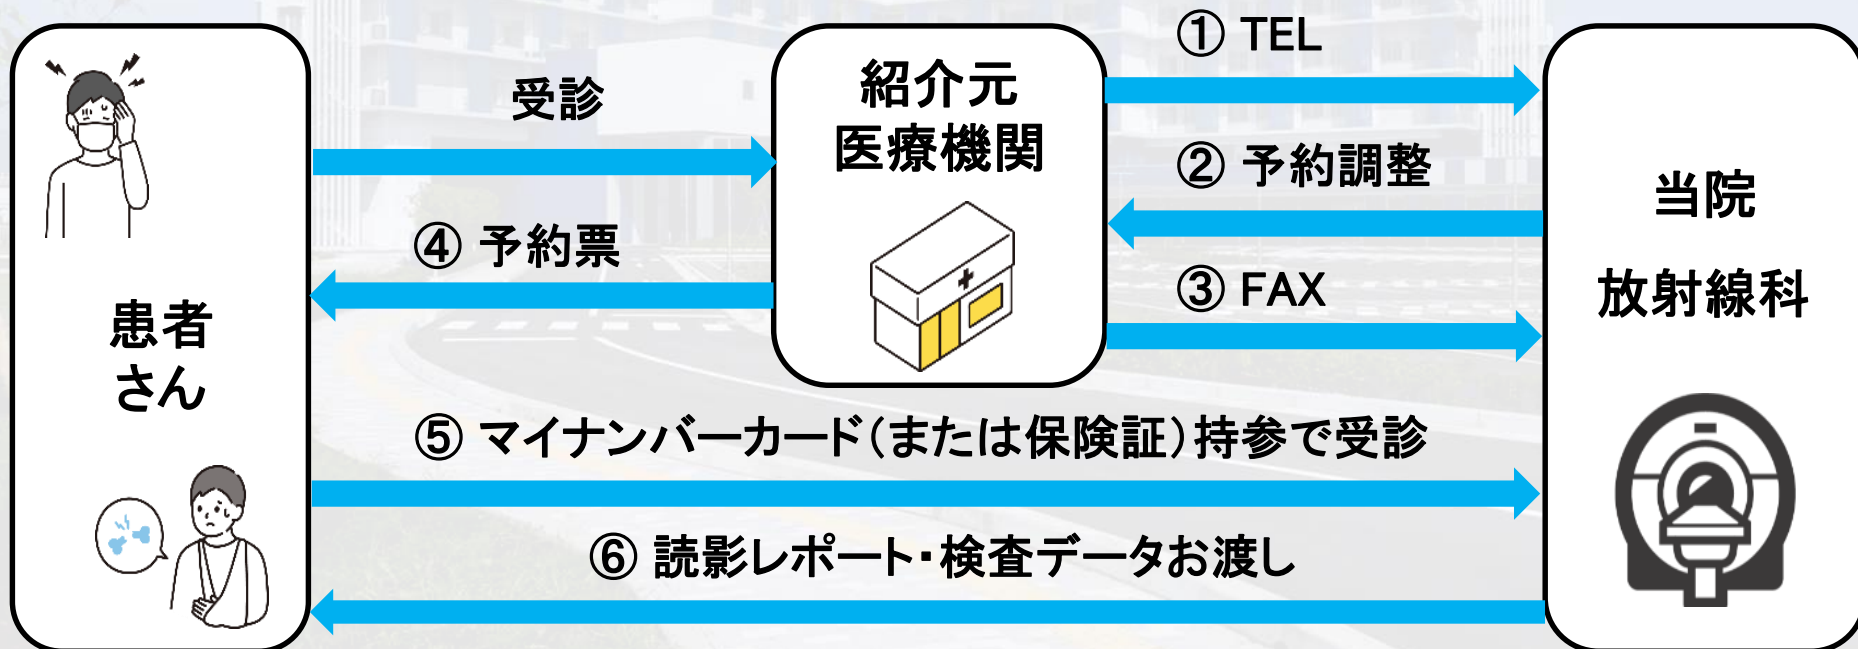 患者
さん
受診
④ 予約票
紹介元
医療機関
① TEL
② 予約調整
③ FAX
当院
放射線科
⑤ マイナンバーカード（または保険証）持参で受診
⑥ 読影レポート・検査データお渡し